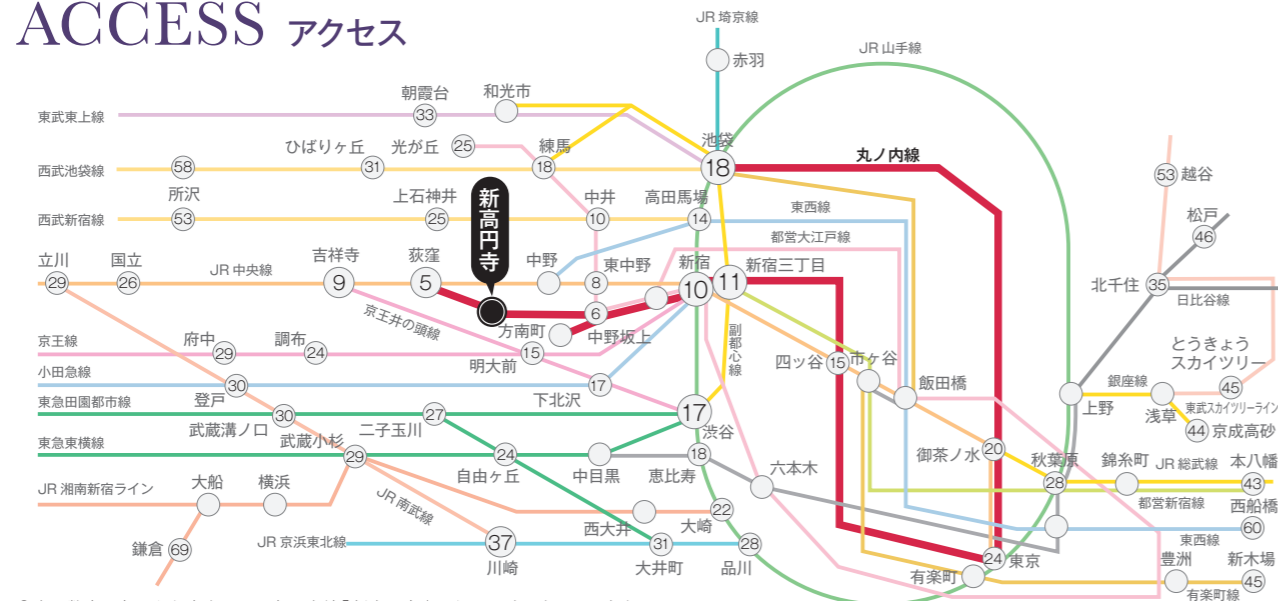 ACCESS アクセス
JR 埼京線
赤羽
JR 山手線
朝霞台
33
和光市
東武東上線
池袋
18
丸ノ内線
ひばりヶ丘
31
光が丘
25
練馬
18
西武池袋線
58
所沢
53
越谷
53
上石神井
25
新高円寺
中井
10
高田馬場
14
東西線
西武新宿線
都営大江戸線
松戸
46
立川
29
国立
26
JR 中央線
吉祥寺
9
荻窪
5
中野
東中野
8
新宿
10
新宿三丁目
11
北千住
35
日比谷線
京王井の頭線
方南町
6
中野坂上
副都心線
京王線
府中
29
調布
24
明大前
15
四ッ谷
15
市ヶ谷
とうきょう
スカイツリー
45
小田急線
登戸
30
下北沢
17
飯田橋
上野
銀座線
浅草
東武スカイツリーライン
44
京成高砂
東急田園都市線
武蔵溝ノ口
30
二子玉川
27
渋谷
17
東急東横線
武蔵小杉
29
自由ヶ丘
24
中目黒
恵比寿
18
六本木
御茶ノ水
20
秋葉原
28
錦糸町
JR 総武線
本八幡
43
都営新宿線
JR 湘南新宿ライン
大船
横浜
JR 南武線
西大井
大崎
22
西船橋
60
東西線
鎌倉
69
JR 京浜東北線
37
川崎
31
大井町
28
品川
有楽町
24
東京
豊洲
新木場
45
有楽町線